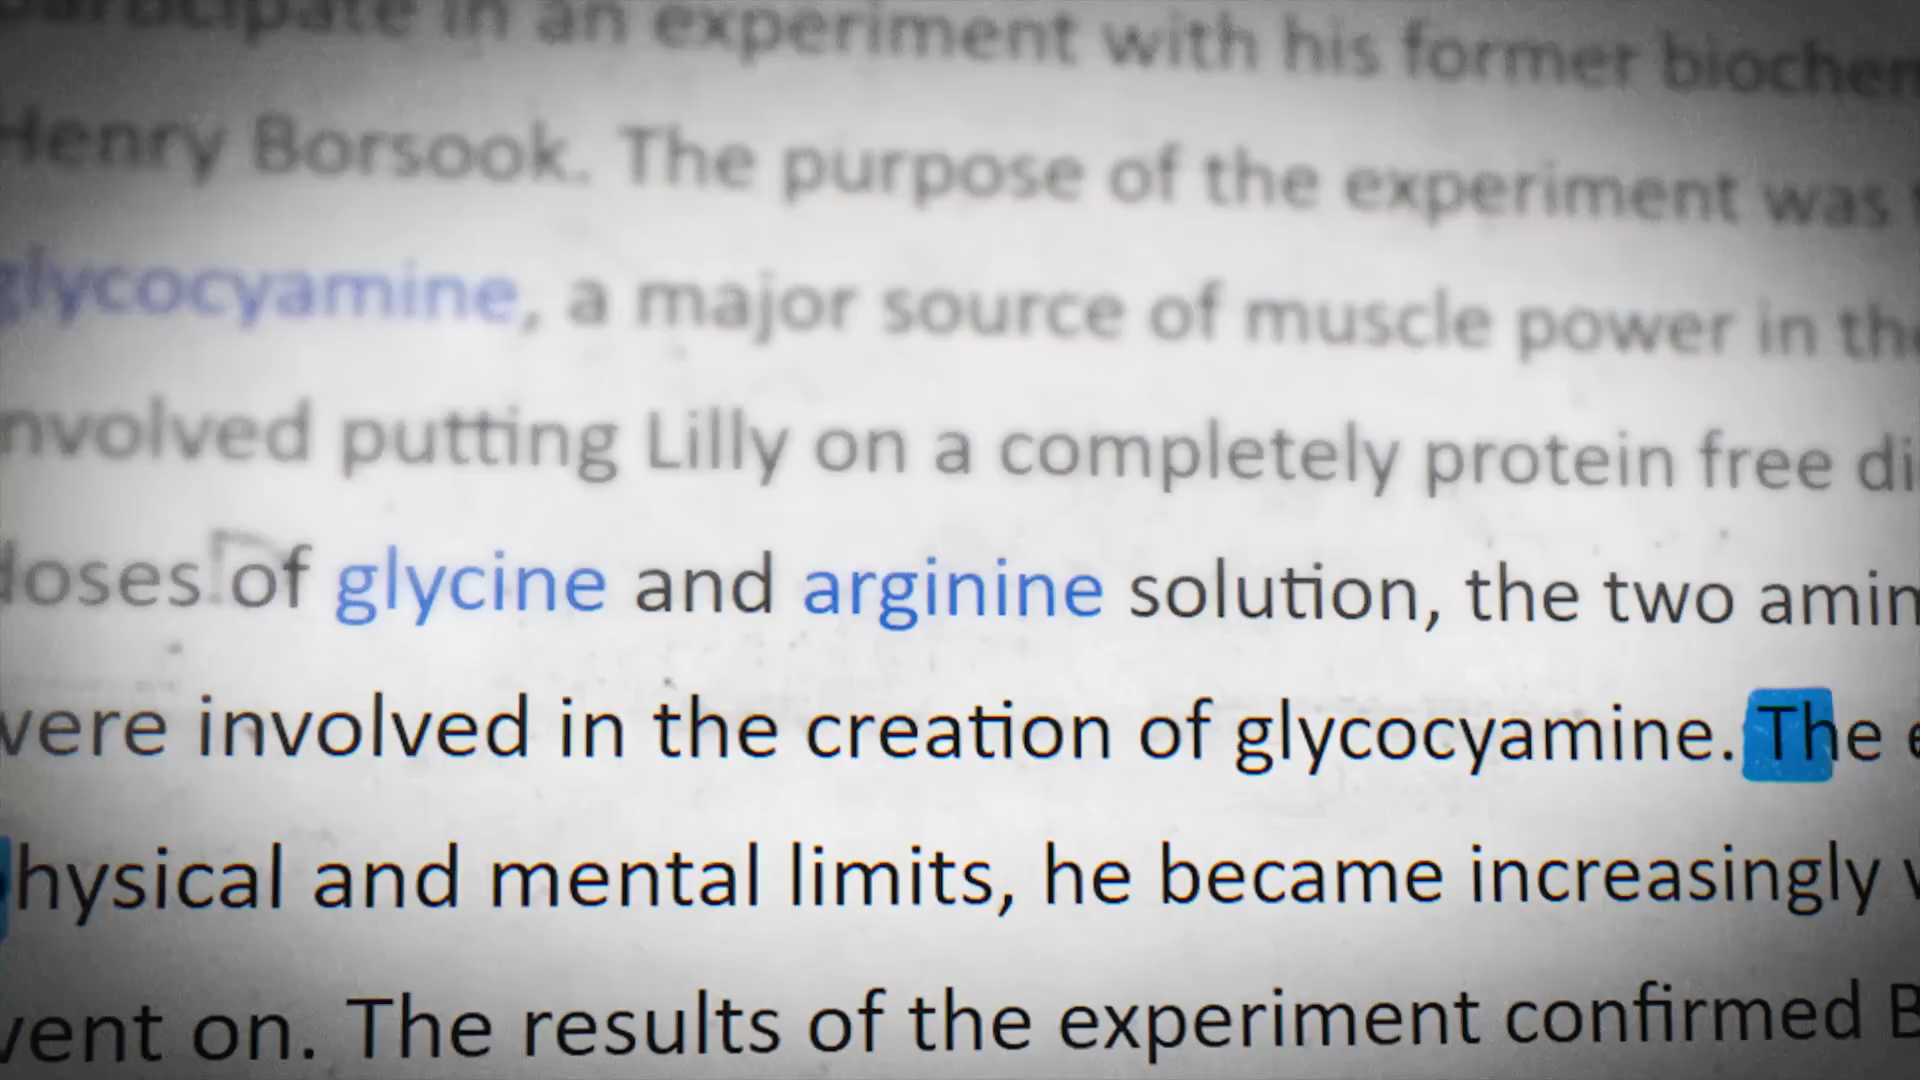 participate in an experiment with his former biochem
Henry Borsook. The purpose of the experiment was
glycocyamine, a major source of muscle power in the
nvolved putting Lilly on a completely protein free di
doses of glycine and arginine solution, the two amin
were involved in the creation of glycocyamine. The e
physical and mental limits, he became increasingly
went on. The results of the experiment confirmed B